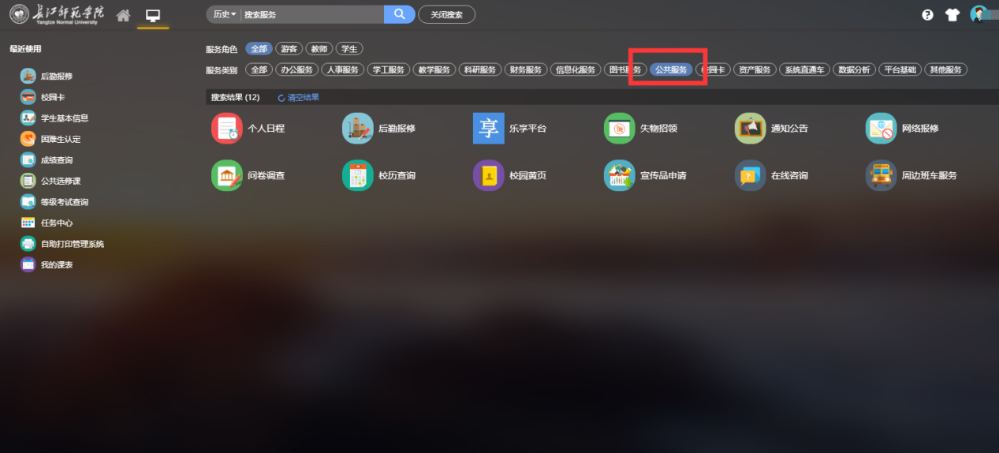 长江师范学院
Yangtze Normal University
历史 搜索服务 关闭搜索
最近使用
后勤报修
校园卡
学生基本信息
困难生认定
成绩查询
公共选修课
等级考试查询
任务中心
自助打印管理系统
我的课表
服务角色 全部 游客 教师 学生
服务类别 全部 办公服务 人事服务 学工服务 教学服务 科研服务 财务服务 信息化服务 图书服务 公共服务 校园卡 资产服务 系统直通车 数据分析 平台基础 其他服务
搜索结果 (12) 清空结果
个人日程 后勤报修 享 乐享平台 失物招领 通知公告 网络报修
问卷调查 校历查询 校园黄页 宣传品申请 在线咨询 周边班车服务